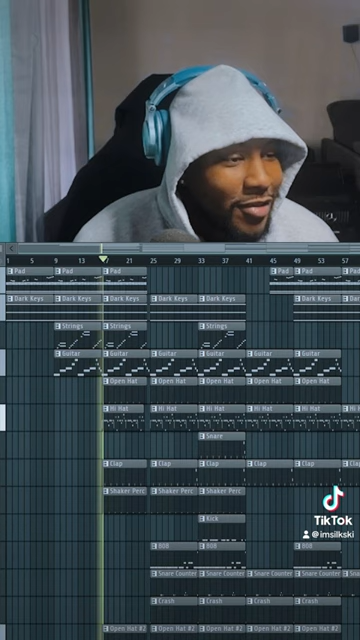 1 5 9 13 17 21 25 29 33 37 41 45 49 53 57
Pad Pad Pad Pad Pad
Dark Keys Dark Keys Dark Keys Dark Keys Dark Keys Dark Keys
Strings Strings Strings
Guitar Guitar Guitar Guitar Guitar Guitar Guitar
Open Hat Open Hat Open Hat Open Hat Open Hat
Hi Hat Hi Hat Hi Hat Hi Hat Hi Hat
Snare
Clap Clap Clap Clap Clap
Shaker Perc Shaker Perc Shaker Perc
TikTok
Kick
@imsilkski
808 808 808
Snare Counter Snare Counter Snare Counter Snare Counter
Crash Crash Crash Crash
Open Hat #2 Open Hat #2 Open Hat #2 Open Hat #2 Open Hat #2